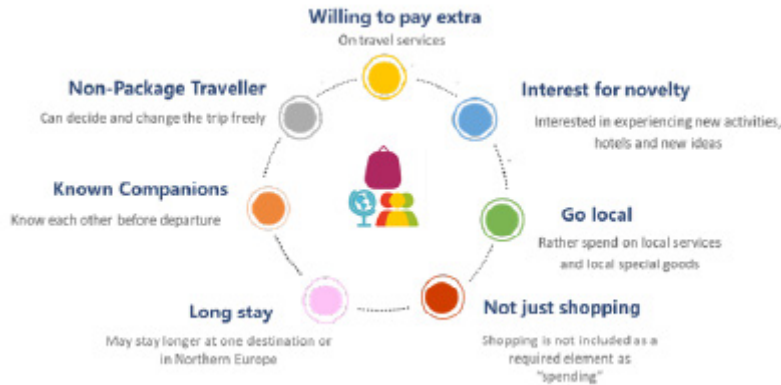 Willing to pay extra
On travel services
Non-Package Traveller
Can decide and change the trip freely
Interest for novelty
Interested in experiencing new activities,
hotels and new ideas
Known Companions
Know each other before departure
Go local
Rather spend on local services
and local special goods
Long stay
May stay longer at one destination or
in Northern Europe
Not just shopping
Shopping is not included as a
required element as
"spending"